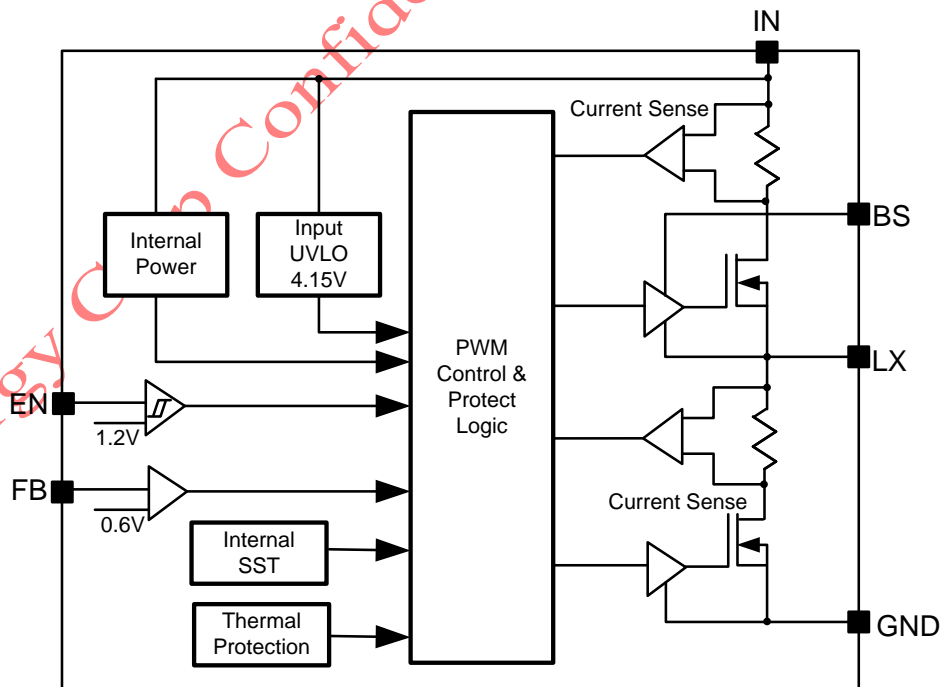 IN
Current Sense
BS
Internal
Power
Input
UVLO
4.15V
PWM
Control &
Protect
Logic
LX
EN
1.2V
FB
0.6V
Current Sense
Internal
SST
Thermal
Protection
GND